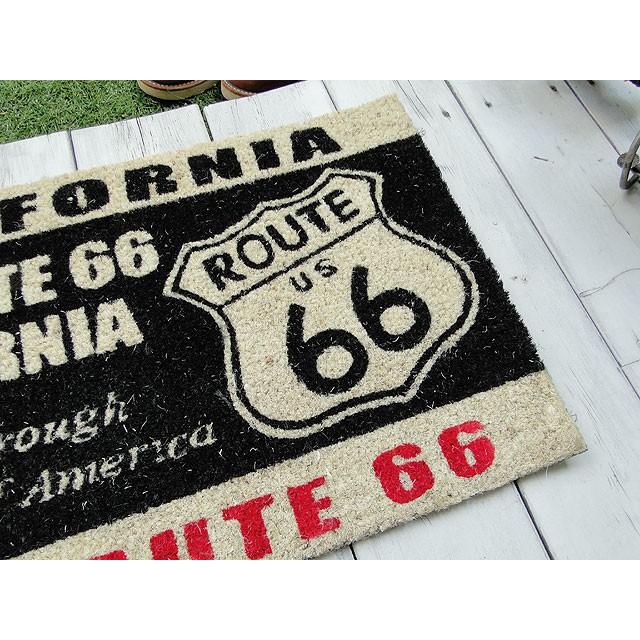 FORNIA
TE 66
RNIA
rough
America
ROUTE
US
66
UTE 66